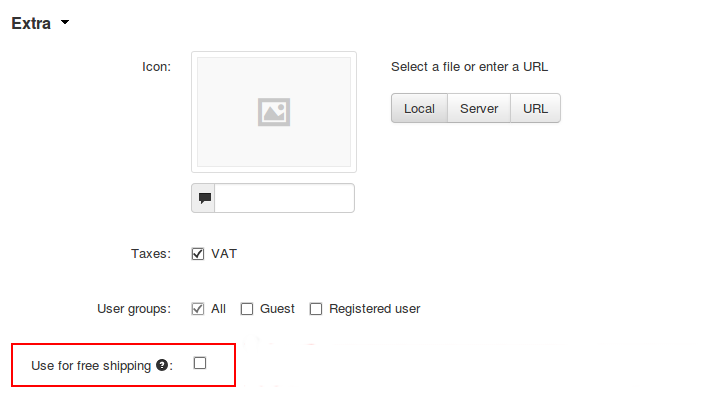 Extra
Icon:
Select a file or enter a URL
Local Server URL
Taxes: VAT
User groups: All Guest Registered user
Use for free shipping ?: